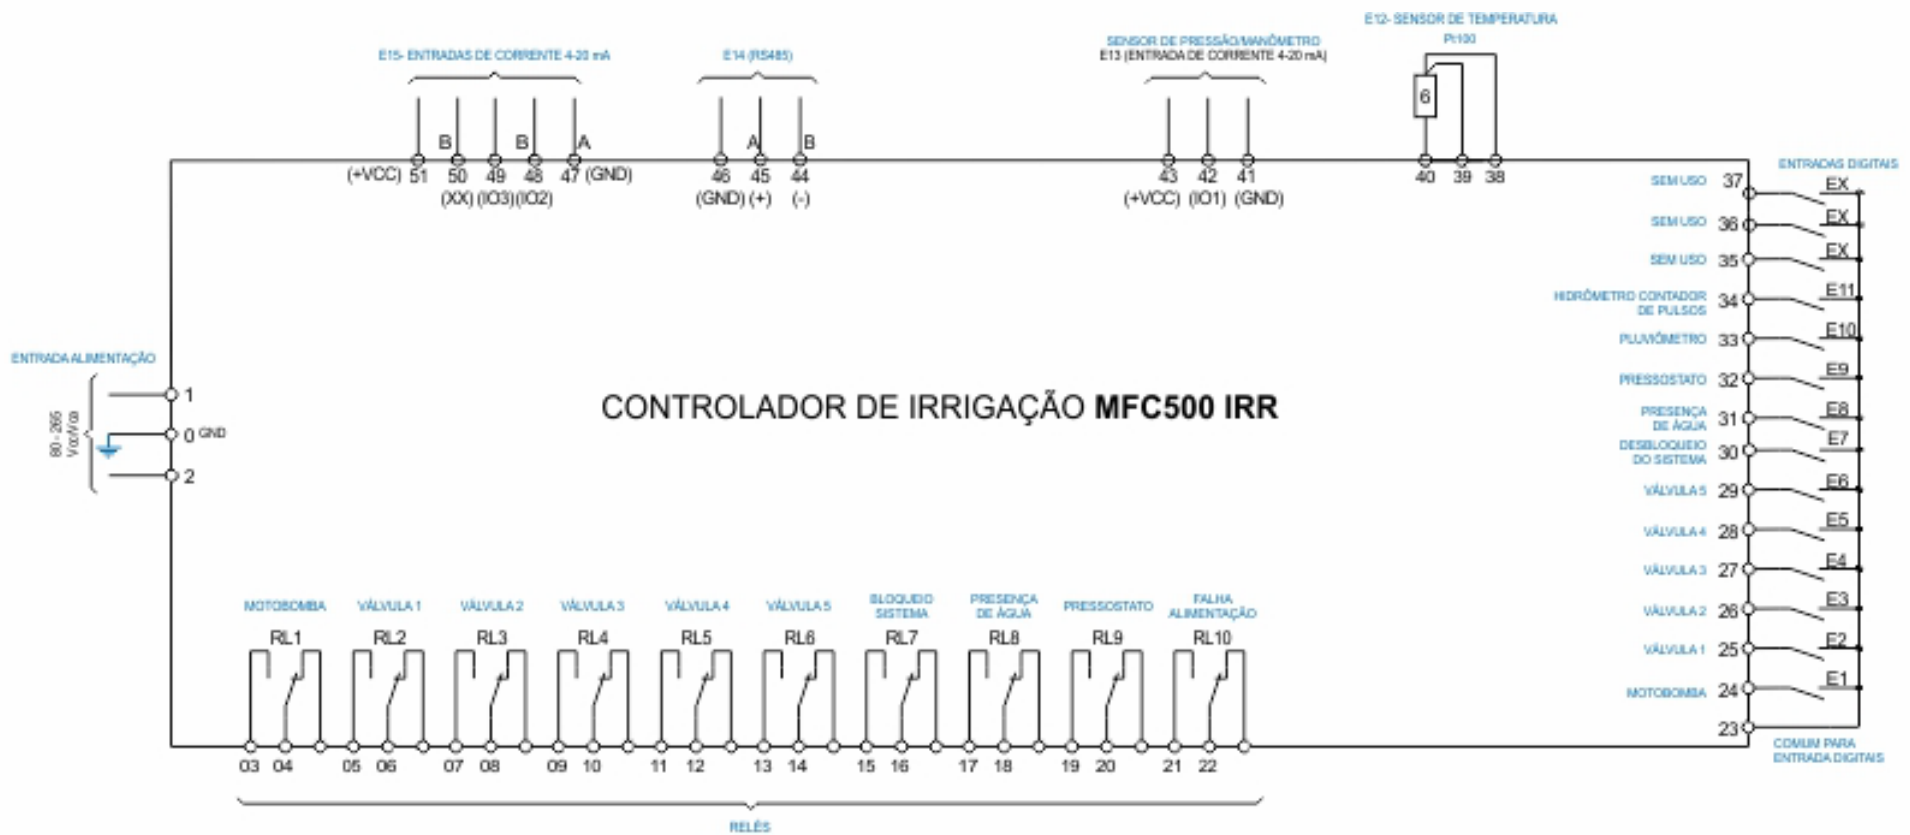 E12- SENSOR DE TEMPERATURA
Pt100
E15- ENTRADAS DE CORRENTE 4-20 mA
E14 (RS485)
SENSOR DE PRESSÃO/MANÔMETRO
E13 (ENTRADA DE CORRENTE 4-20 mA)
6
B B A A B
(+VCC) 51 50 49 48 47 (GND)
(XX) (IO3) (IO2)
46 45 44
(GND) (+) (-)
43 42 41
(+VCC) (IO1) (GND)
40 39 38
ENTRADAS DIGITAIS
SEM USO 37 EX
SEM USO 36 EX
SEM USO 35 EX
HIDRÔMETRO CONTADOR
DE PULSOS 34 E11
PLUVIÔMETRO 33 E10
PRESSOSTATO 32 E9
PRESENÇA
DE ÁGUA 31 E8
DESBLOQUEIO
DO SISTEMA 30 E7
VÁLVULA 5 29 E6
VÁLVULA 4 28 E5
VÁLVULA 3 27 E4
VÁLVULA 2 26 E3
VÁLVULA 1 25 E2
MOTOBOMBA 24 E1
23
COMUM PARA
ENTRADA DIGITAIS
ENTRADA ALIMENTAÇÃO
80 - 265
Vcc/Vca
1
0 GND
2
CONTROLADOR DE IRRIGAÇÃO MFC500 IRR
MOTOBOMBA
RL1
VÁLVULA 1
RL2
VÁLVULA 2
RL3
VÁLVULA 3
RL4
VÁLVULA 4
RL5
VÁLVULA 5
RL6
BLOQUEIO
SISTEMA
RL7
PRESENÇA
DE ÁGUA
RL8
PRESSOSTATO
RL9
FALHA
ALIMENTAÇÃO
RL10
03 04 05 06 07 08 09 10 11 12 13 14 15 16 17 18 19 20 21 22
RELÉS